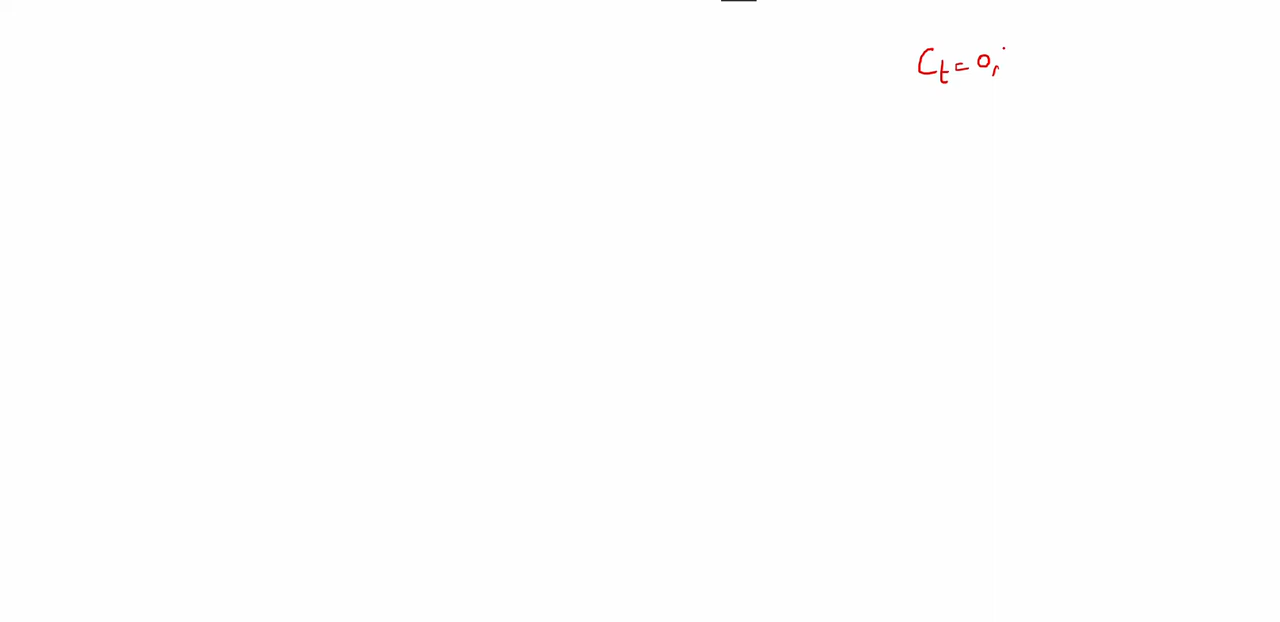 C_t = 0,